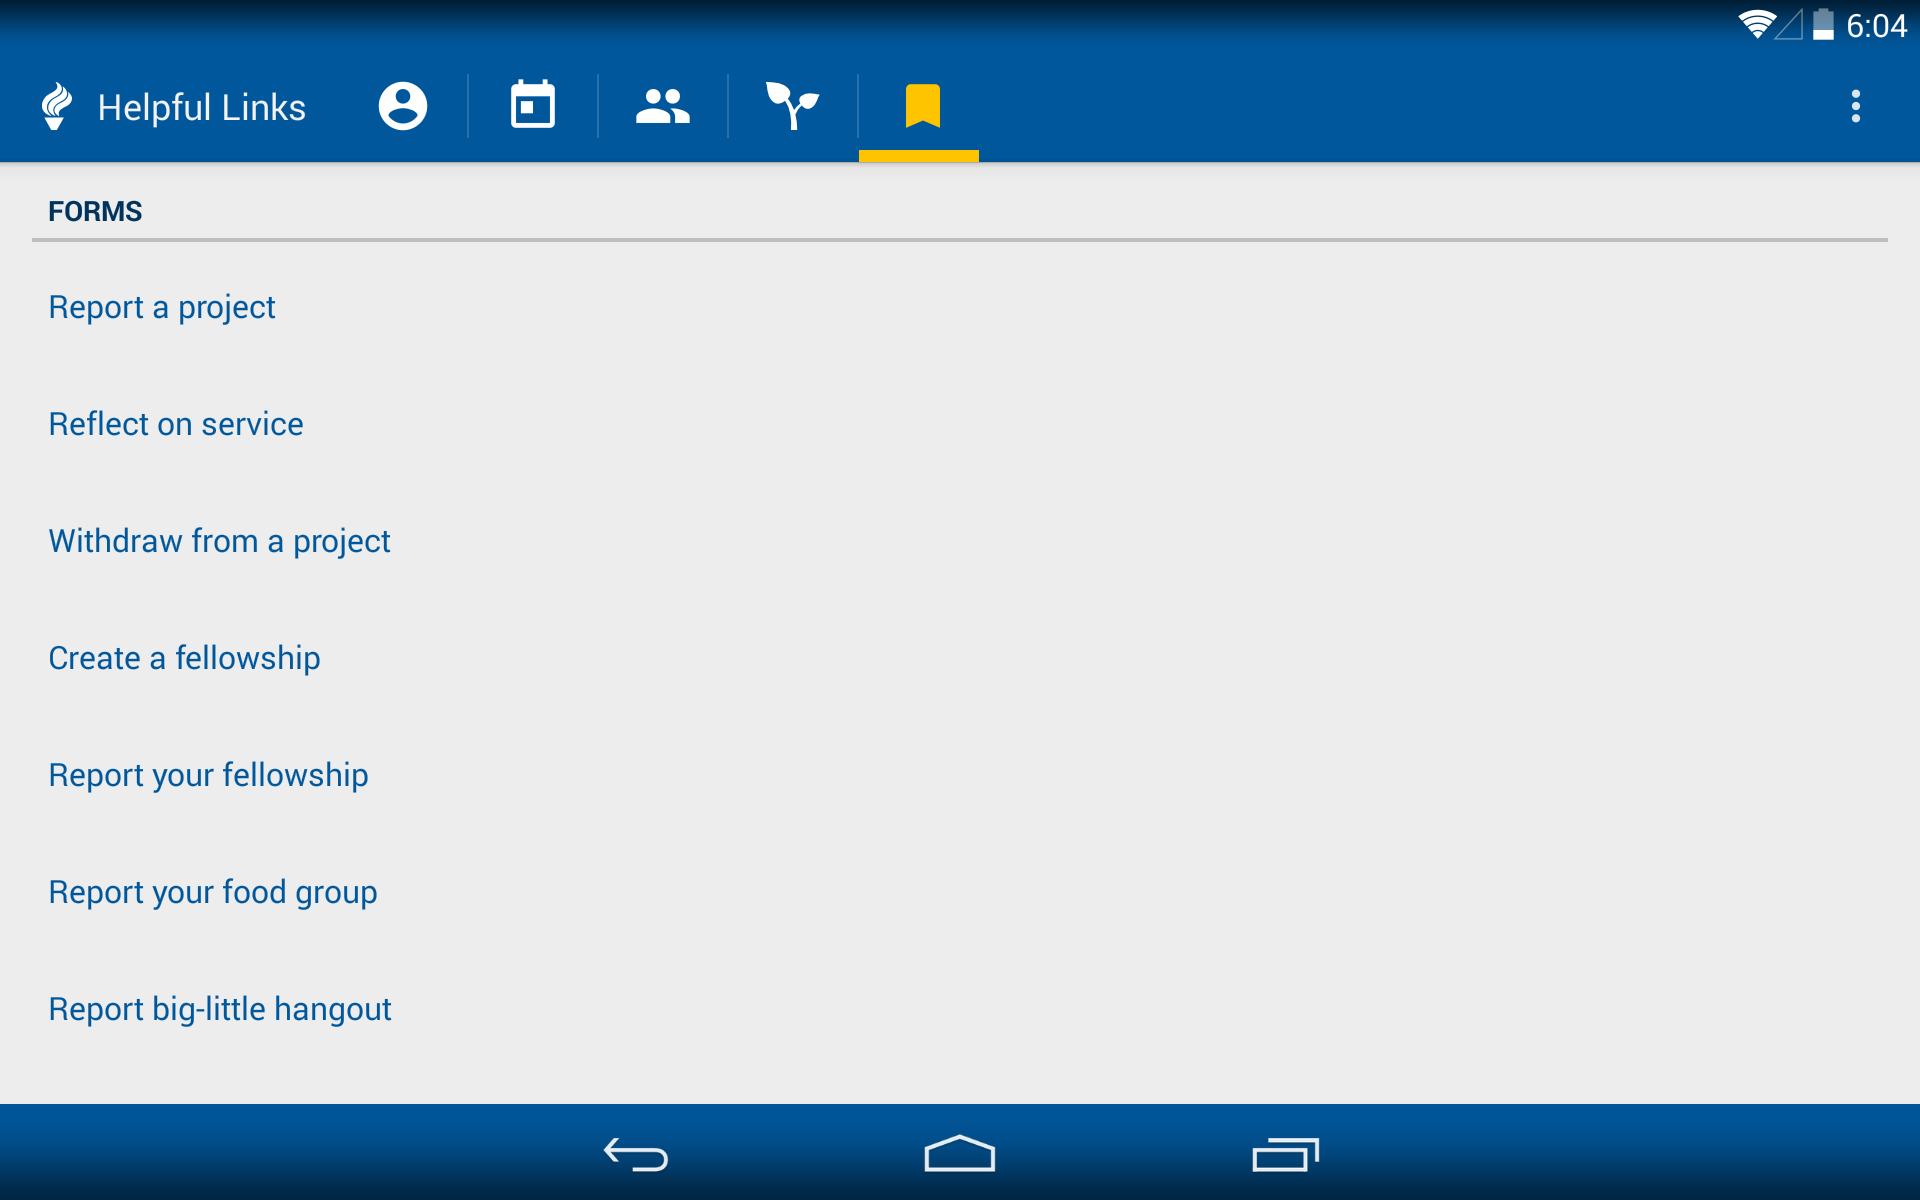 6:04
Helpful Links
FORMS
Report a project
Reflect on service
Withdraw from a project
Create a fellowship
Report your fellowship
Report your food group
Report big-little hangout